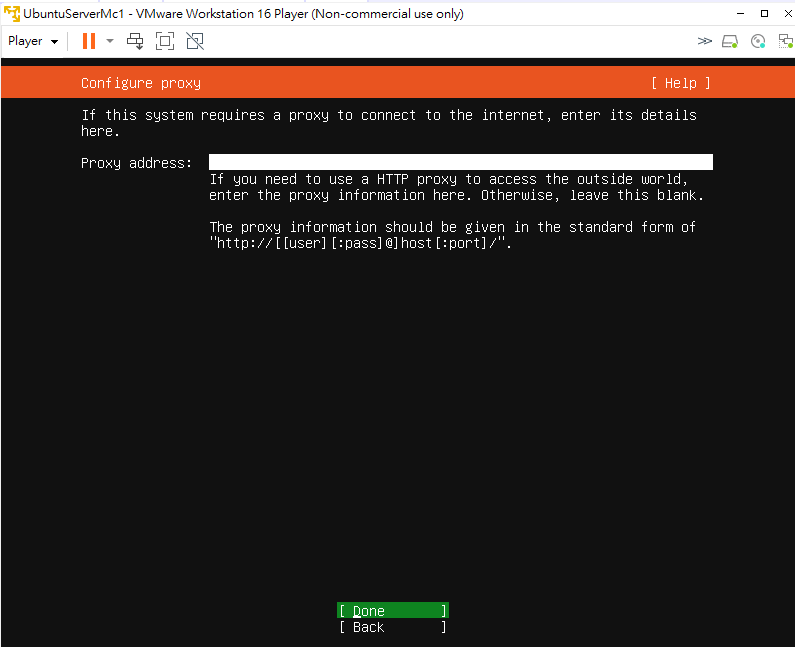 UbuntuServerMc1 - VMware Workstation 16 Player (Non-commercial use only)
Player
Configure proxy [ Help ]
If this system requires a proxy to connect to the internet, enter its details
here.
Proxy address:
If you need to use a HTTP proxy to access the outside world,
enter the proxy information here. Otherwise, leave this blank.
The proxy information should be given in the standard form of
"http://[[user][:pass]@]host[:port]/".
[ Done ]
[ Back ]